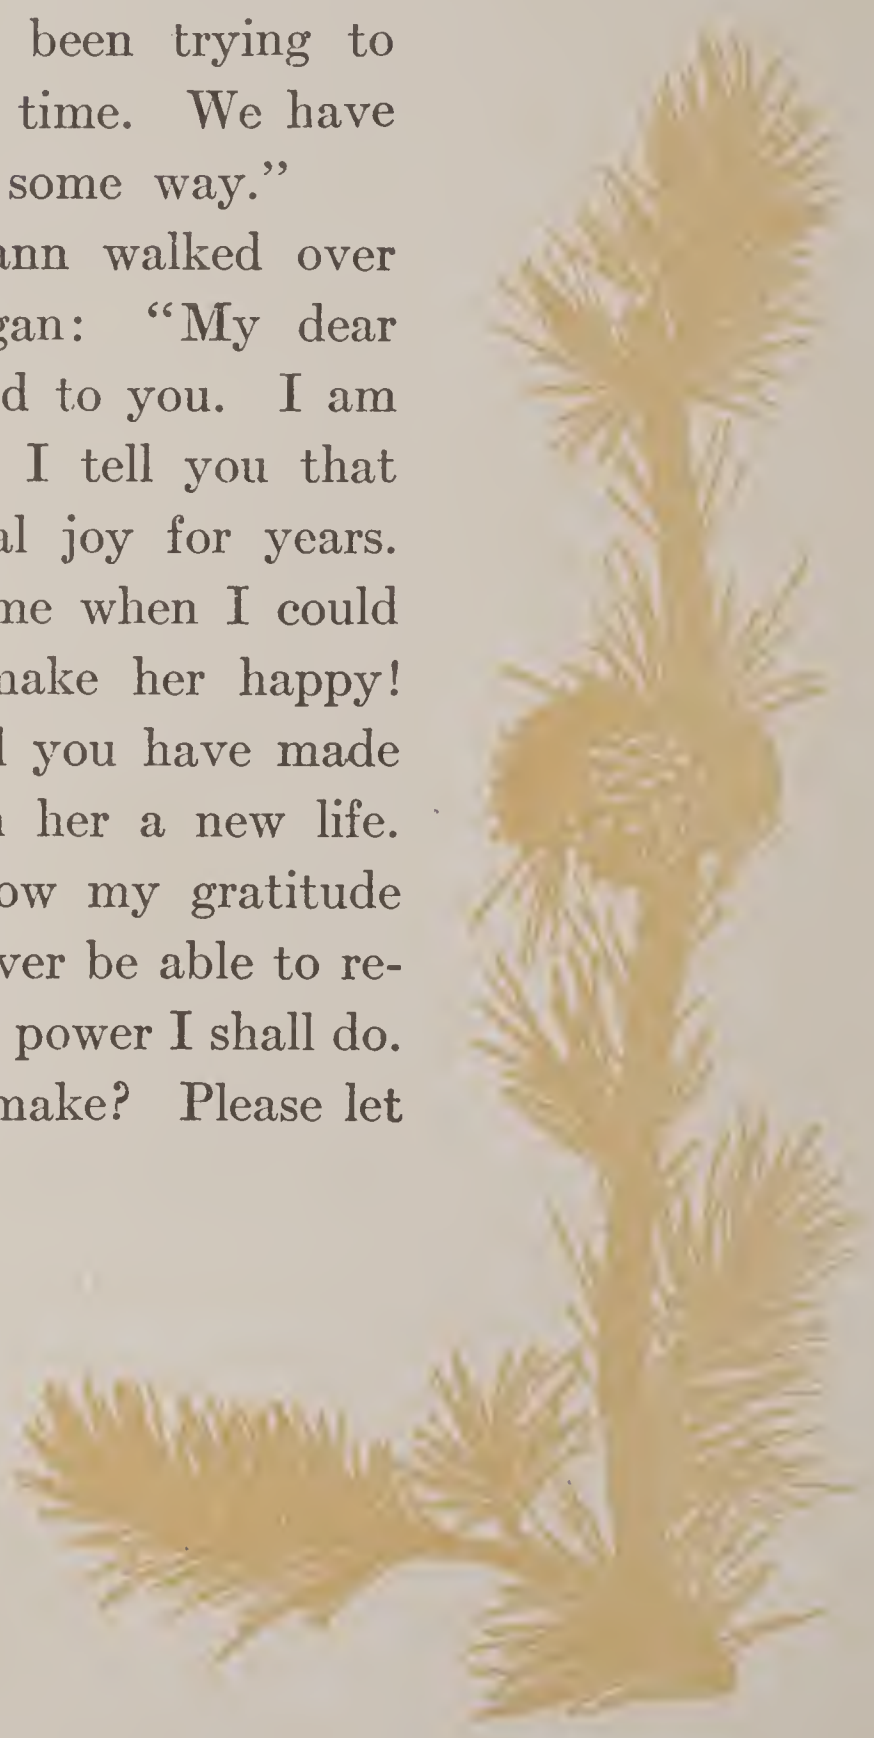 been trying to
time. We have
some way.”
ann walked over
gan: “My dear
d to you. I am
I tell you that
al joy for years.
me when I could
make her happy!
you have made
her a new life.
ow my gratitude
ver be able to re-
power I shall do.
make? Please let